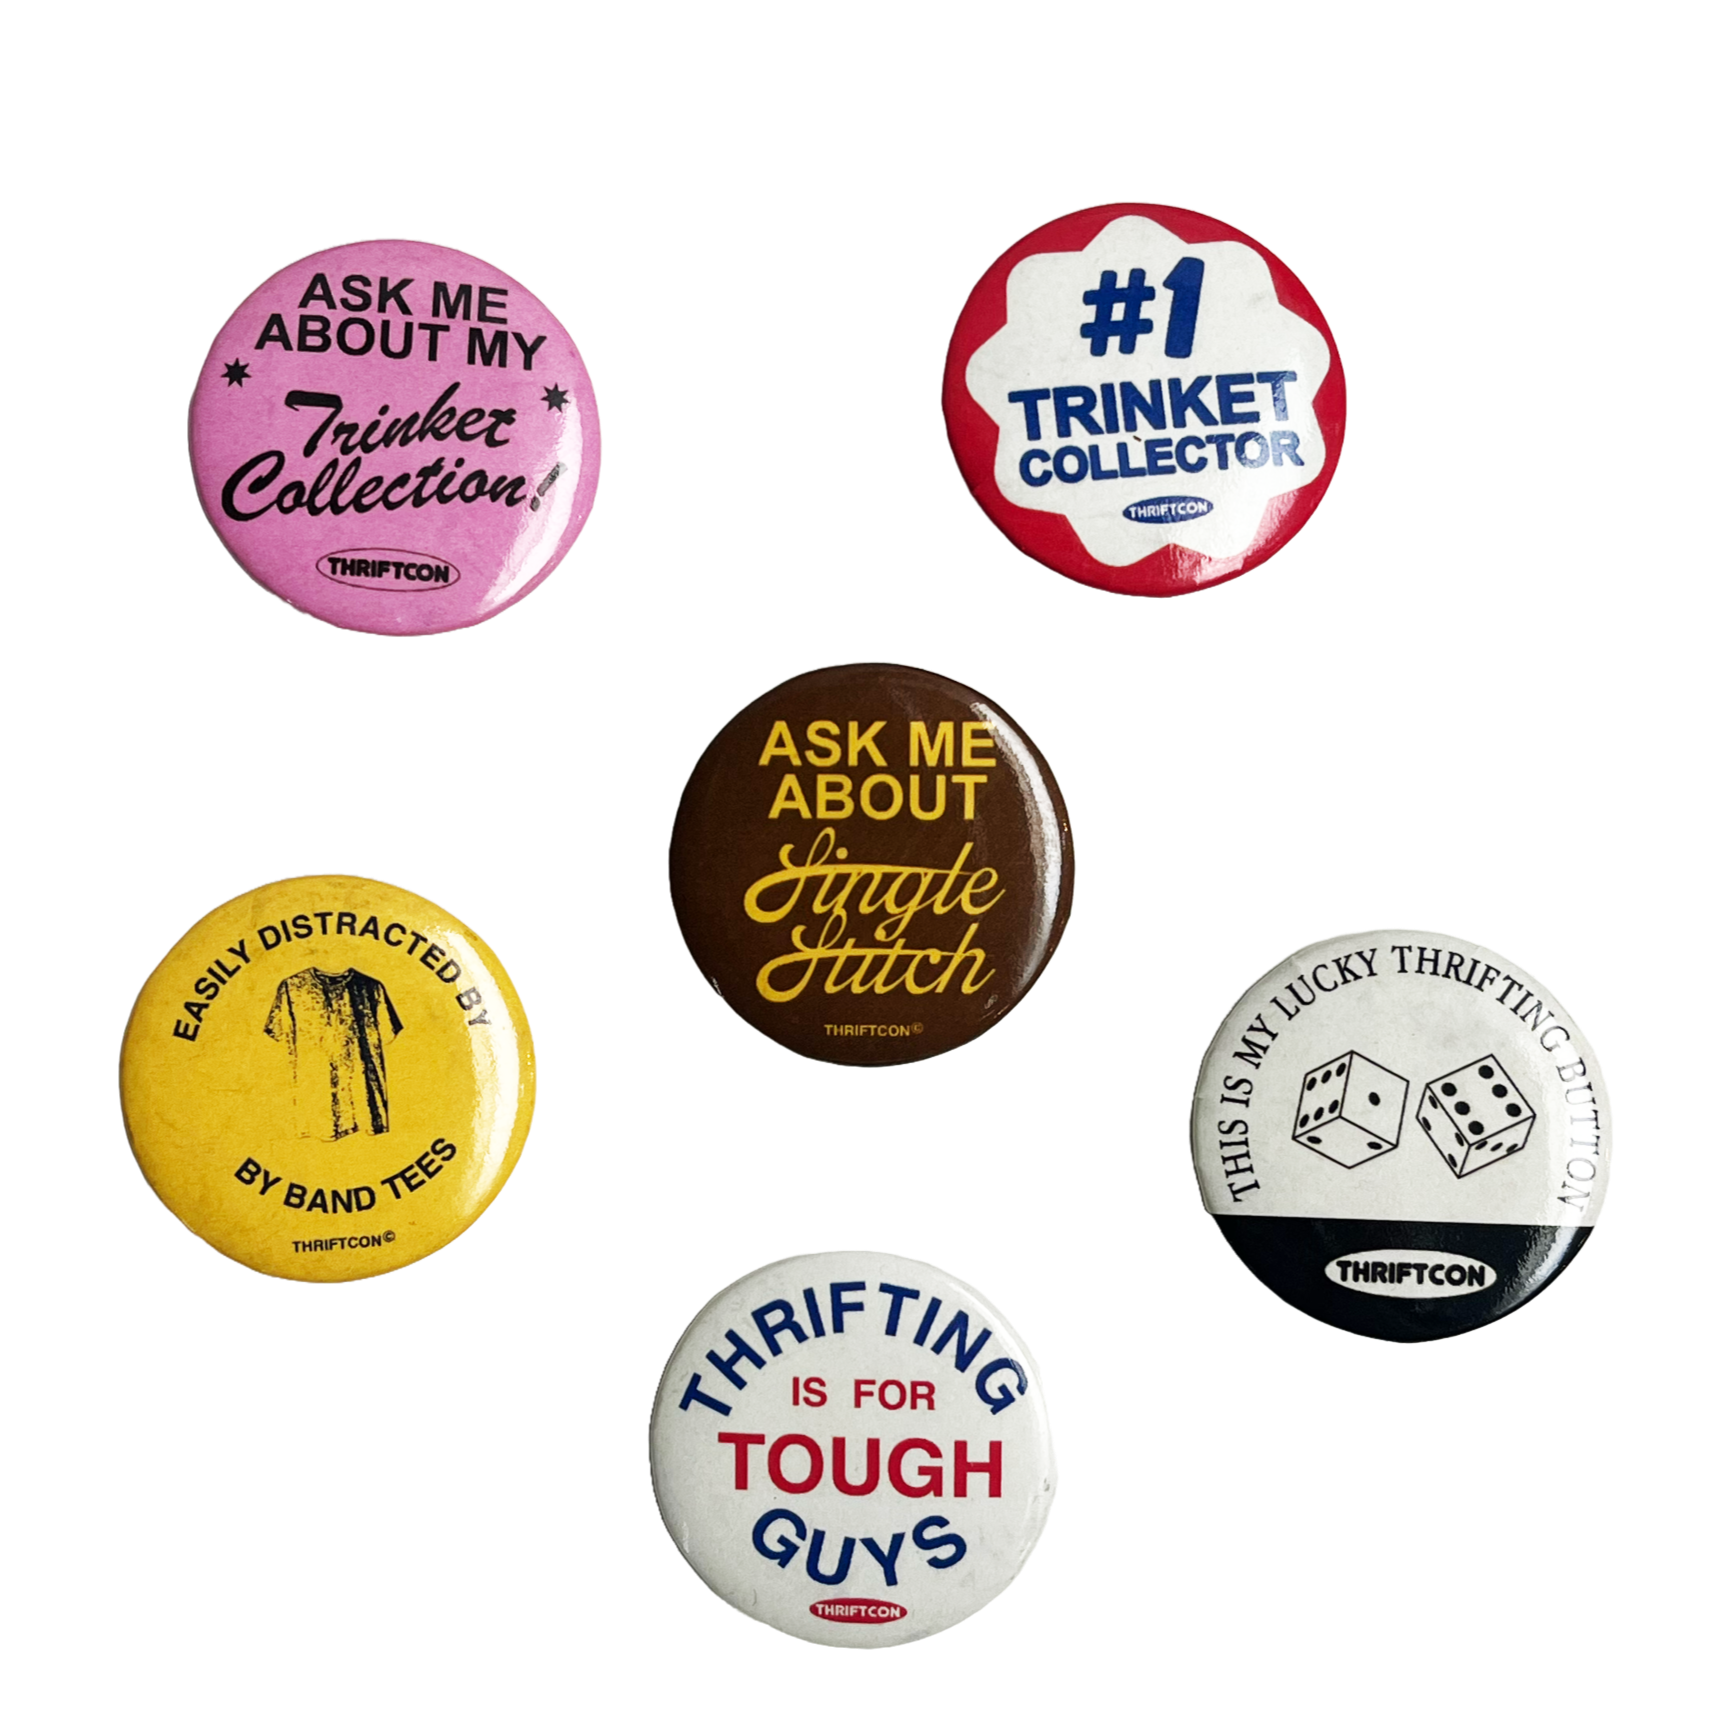 ASK ME
ABOUT MY
Trinket
Collection!
THRIFTCON
#1
TRINKET
COLLECTOR
THRIFTCON
ASK ME
ABOUT
Single
Stitch
THRIFTCON©
EASILY DISTRACTED BY
BY BAND TEES
THRIFTCON©
THIS IS MY LUCKY THRIFTING BUTTON
THRIFTCON
THRIFTING
IS FOR
TOUGH
GUYS
THRIFTCON